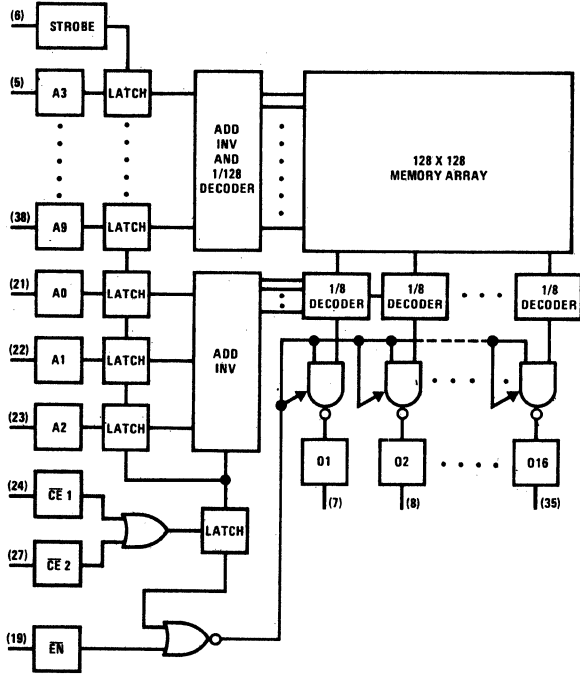 (6) STROBE
(5) A3 LATCH
ADD
INV
AND
1/128
DECODER
128 X 128
MEMORY ARRAY
(38) A9 LATCH
(21) A0 LATCH
1/8
DECODER
1/8
DECODER
1/8
DECODER
ADD
INV
(22) A1 LATCH
(23) A2 LATCH
O1 O2 O16
(7) (8) (35)
(24) CE 1
LATCH
(27) CE 2
(19) EN